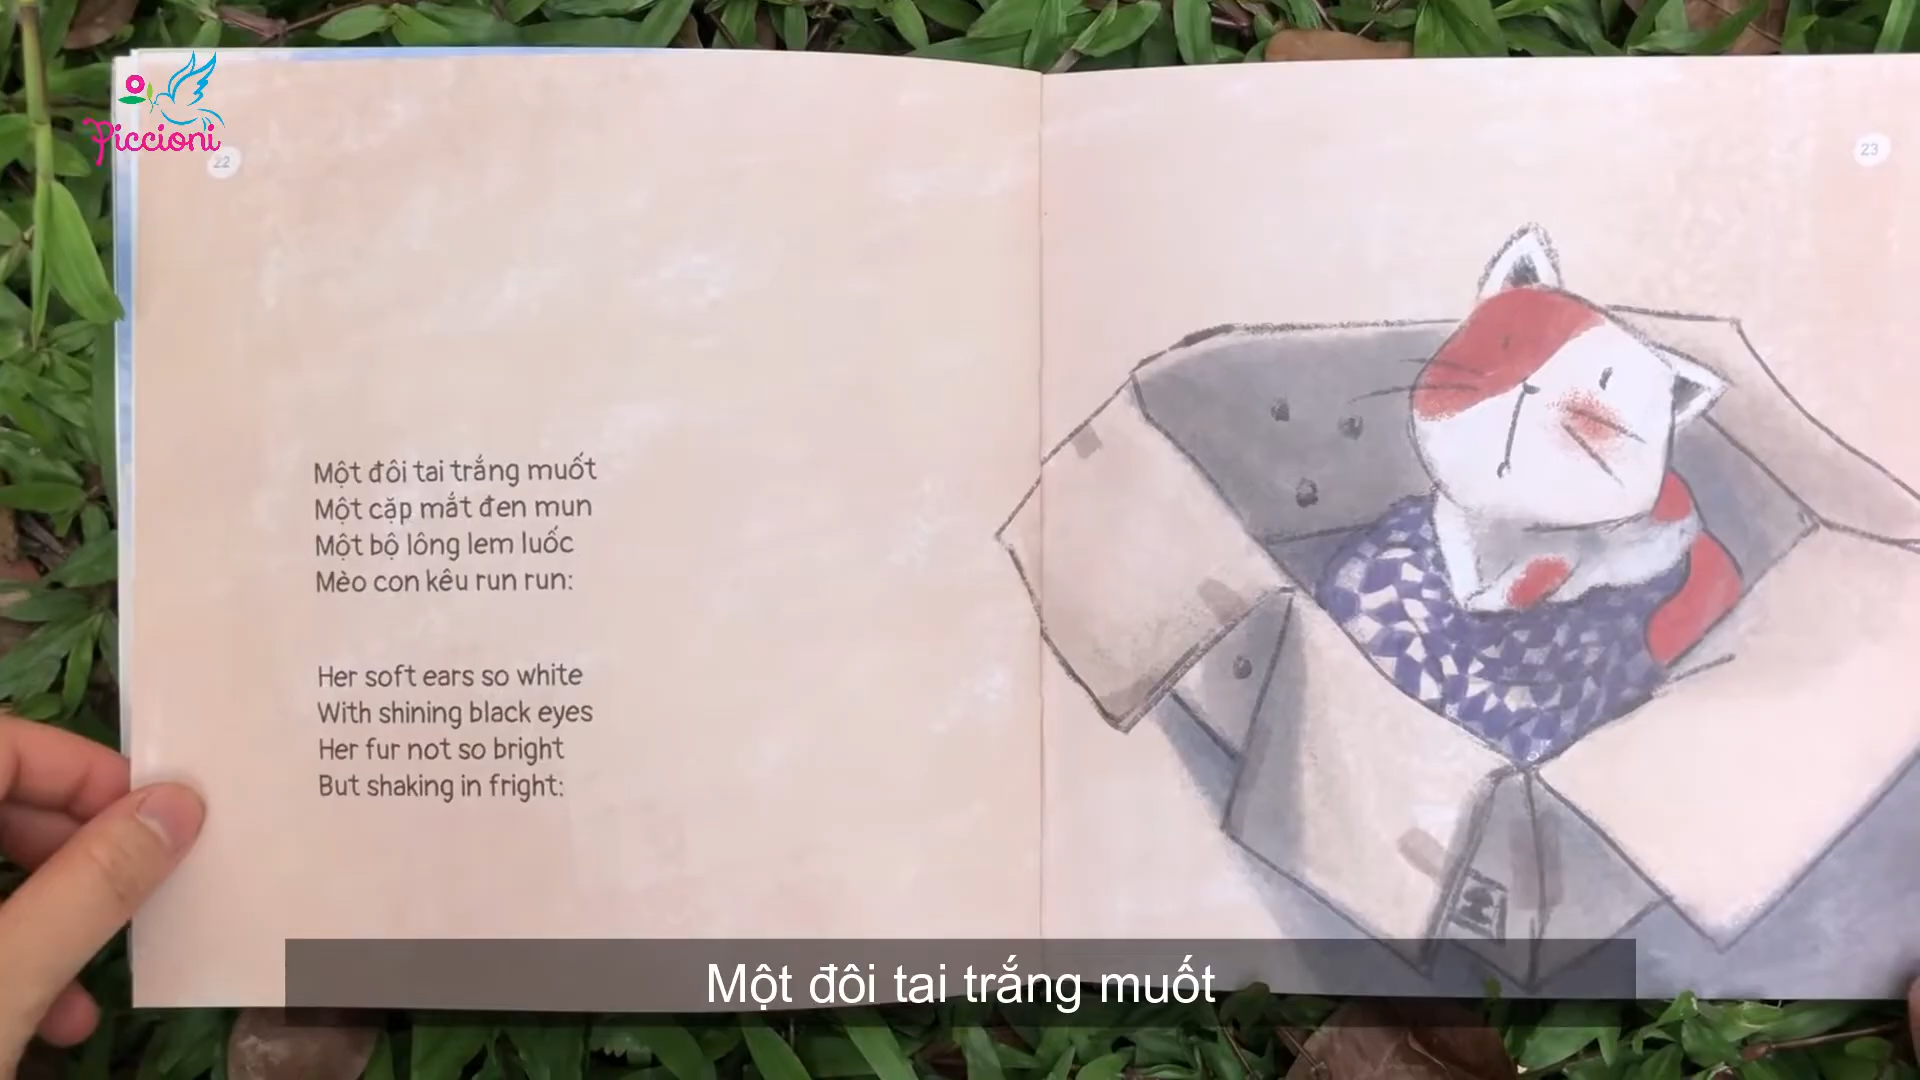 Piccioni
22
23
Một đôi tai trắng muốt
Một cặp mắt đen mun
Một bộ lông lem luốc
Mèo con kêu run run:
Her soft ears so white
With shining black eyes
Her fur not so bright
But shaking in fright:
Một đôi tai trắng muốt